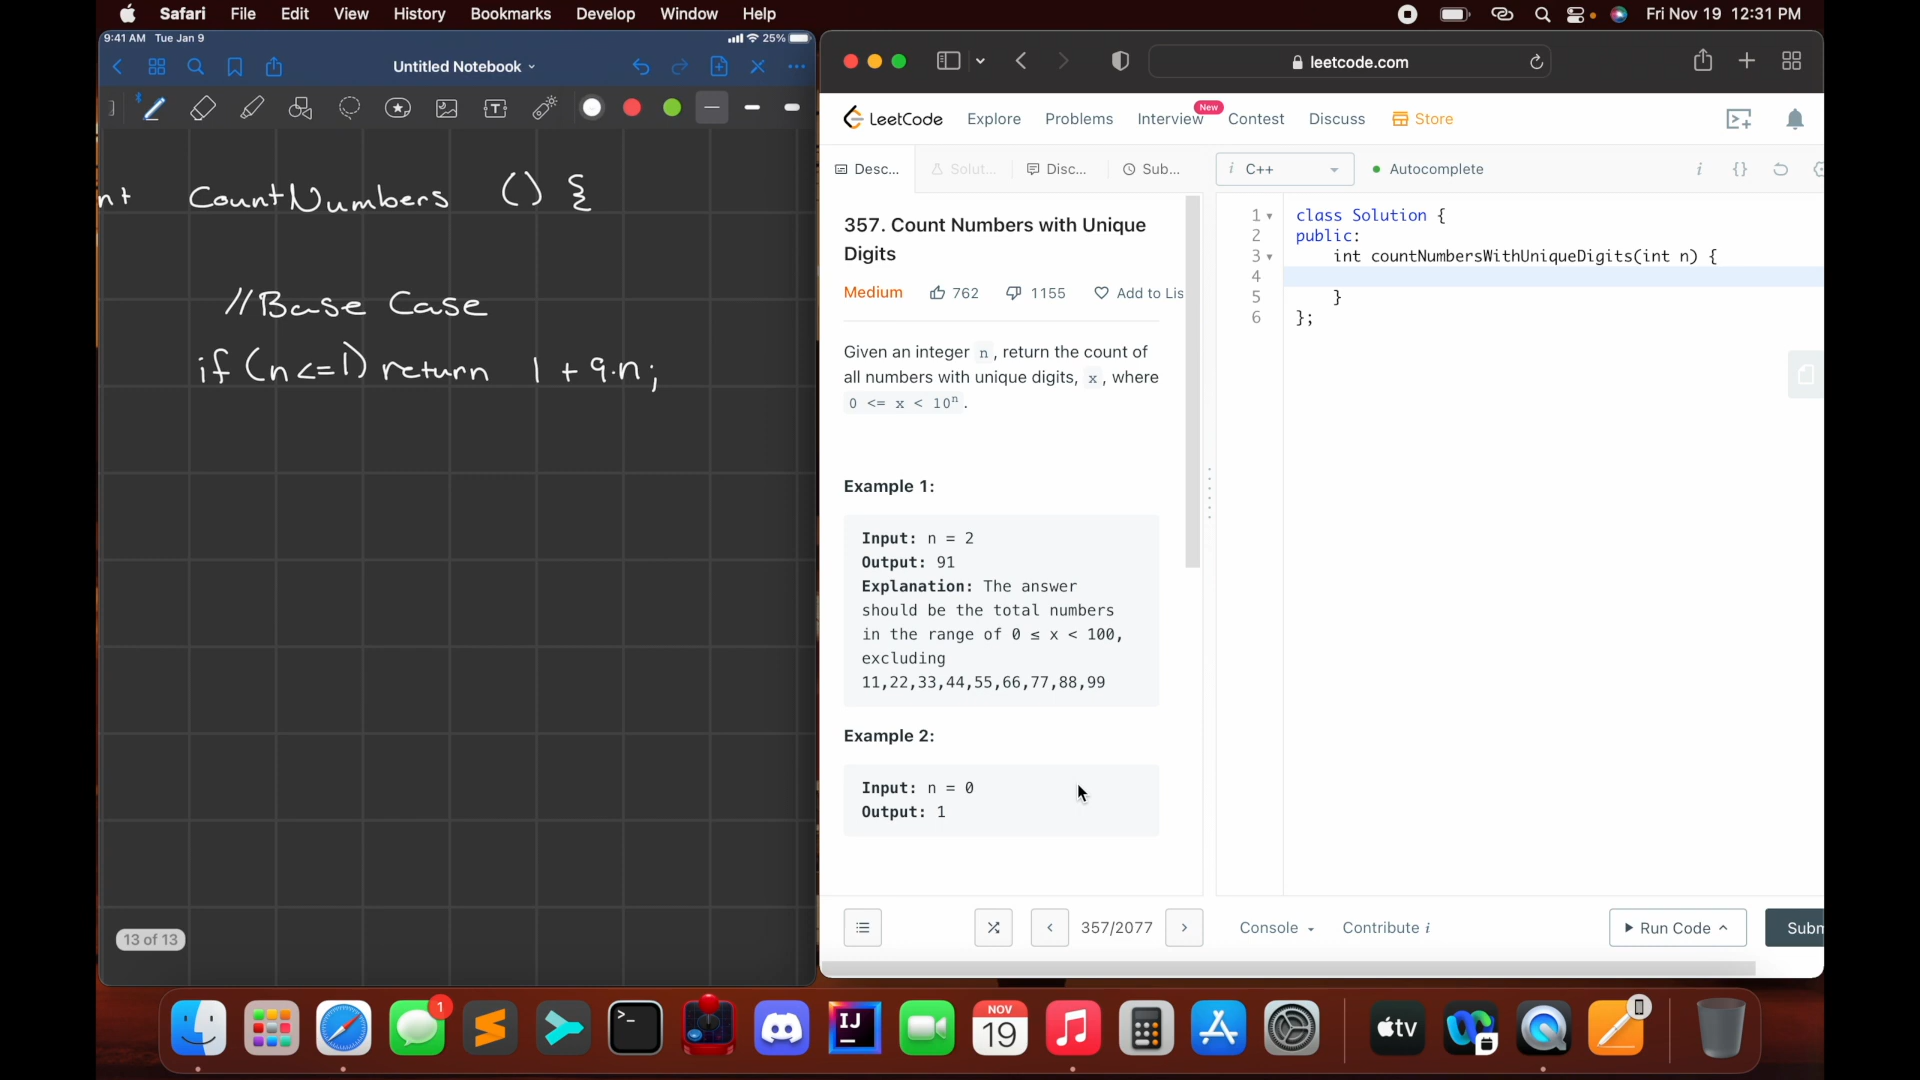 Safari File Edit View History Bookmarks Develop Window Help
Fri Nov 19 12:31 PM
9:41 AM Tue Jan 9
25%
Untitled Notebook
nt CountNumbers () {
//Base Case
if (n<=1) return 1 + 9·n;
13 of 13
leetcode.com
LeetCode Explore Problems Interview New Contest Discuss Store
Desc... Solut... Disc... Sub...
i C++ Autocomplete
i {}
357. Count Numbers with Unique
Digits
Medium 762 1155 Add to Lis
Given an integer n, return the count of
all numbers with unique digits, x, where
0 <= x < 10ⁿ.
Example 1:
Input: n = 2
Output: 91
Explanation: The answer
should be the total numbers
in the range of 0 ≤ x < 100,
excluding
11,22,33,44,55,66,77,88,99
Example 2:
Input: n = 0
Output: 1
1 class Solution {
2 public:
3 int countNumbersWithUniqueDigits(int n) {
4
5 }
6 };
357/2077
Console Contribute i
Run Code
Subm
1
>_
IJ
NOV
19
tv